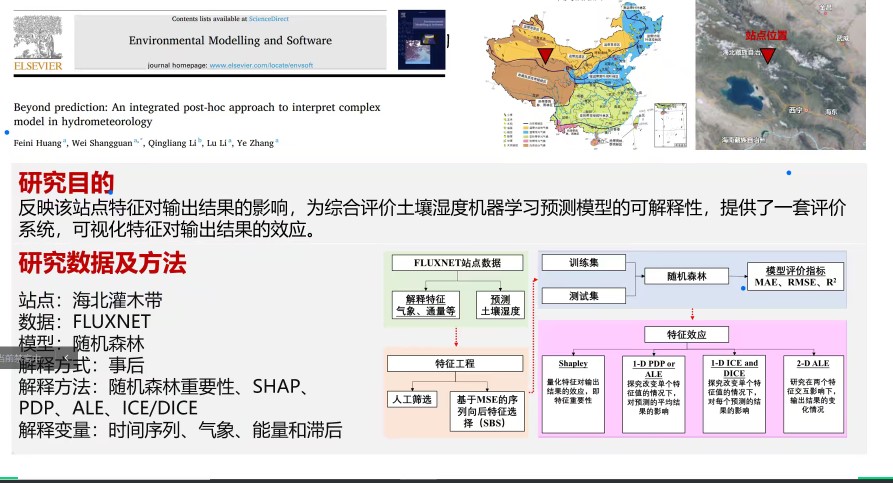 Contents lists available at ScienceDirect
Environmental Modelling and Software
ELSEVIER
journal homepage: www.elsevier.com/locate/envsoft
Beyond prediction: An integrated post-hoc approach to interpret complex
model in hydrometeorology
Feini Huang a, Wei Shangguan a,*, Qingliang Li b, Lu Li a, Ye Zhang a
站点位置
武威
西宁
海东
海南藏族自治州
研究目的
反映该站点特征对输出结果的影响，为综合评价土壤湿度机器学习预测模型的可解释性，提供了一套评价
系统，可视化特征对输出结果的效应。
研究数据及方法
站点：海北灌木带
数据：FLUXNET
模型：随机森林
解释方式：事后
解释方法：随机森林重要性、SHAP、
PDP、ALE、ICE/DICE
解释变量：时间序列、气象、能量和滞后
FLUXNET站点数据
解释特征
气象、通量等
预测
土壤湿度
特征工程
人工筛选
基于MSE的序
列向后特征选
择（SBS）
训练集
测试集
随机森林
模型评价指标
MAE、RMSE、R²
特征效应
Shapley
量化特征对输出
结果的效应，即
特征重要性
1-D PDP or
ALE
探究改变单个特
征值的情况下，
对预测的平均结
果的影响
1-D ICE and
DICE
探究改变单个特
征值的情况下，
对每个预测的结
果的影响
2-D ALE
研究在两个特
征交互影响下，
输出结果的变
化情况